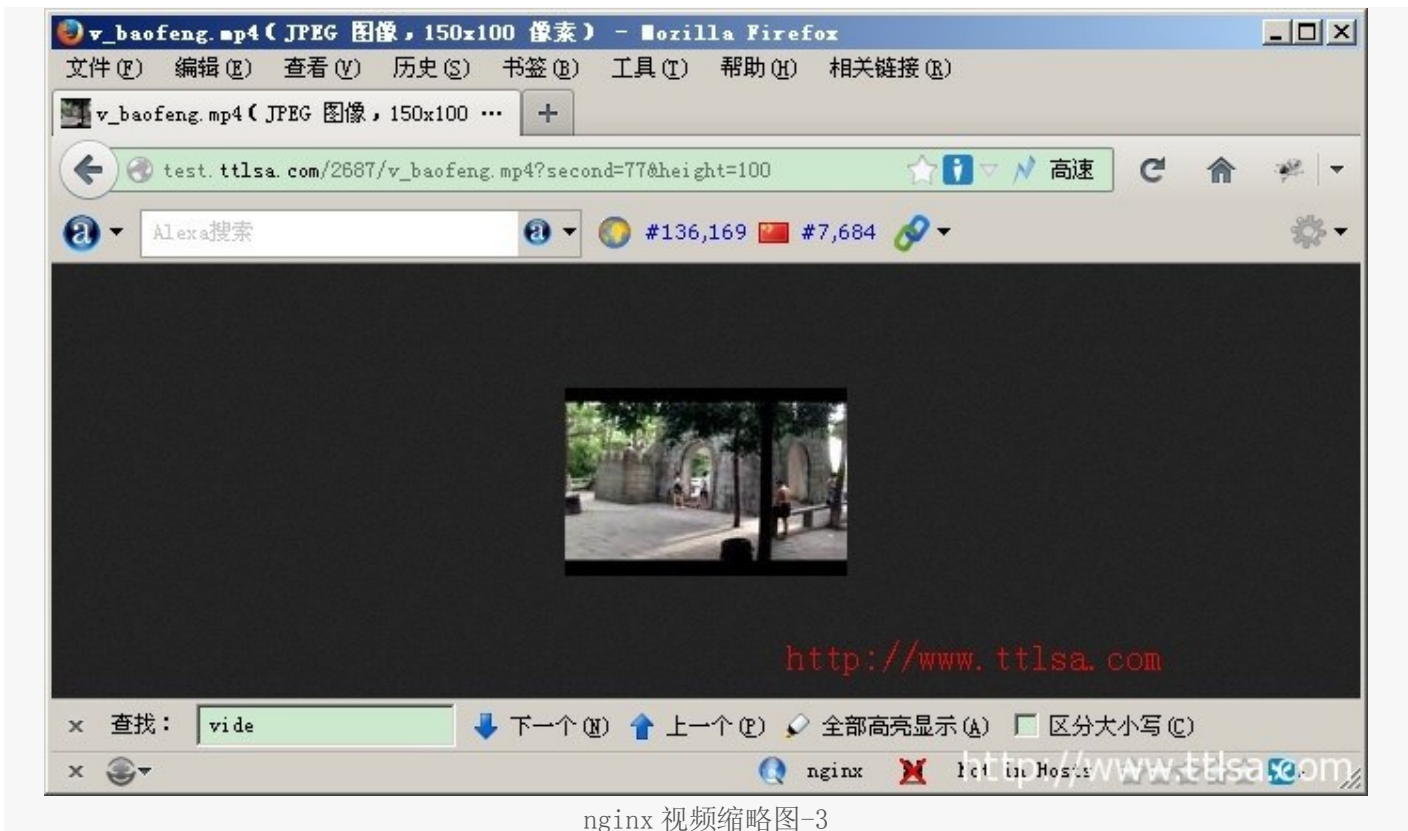 v_baofeng.mp4 (JPEG 图像，150x100 像素) - Mozilla Firefox
文件(F) 编辑(E) 查看(V) 历史(S) 书签(B) 工具(T) 帮助(H) 相关链接(R)
v_baofeng.mp4 (JPEG 图像，150x100 ...
test.ttlsa.com/2687/v_baofeng.mp4?second=77&height=100 高速
Alexa搜索 #136,169 #7,684
http://www.ttlsa.com
查找： vide 下一个(N) 上一个(P) 全部高亮显示(A) 区分大小写(C)
nginx Not in Hosts
http://www.ttlsa.com
nginx 视频缩略图-3